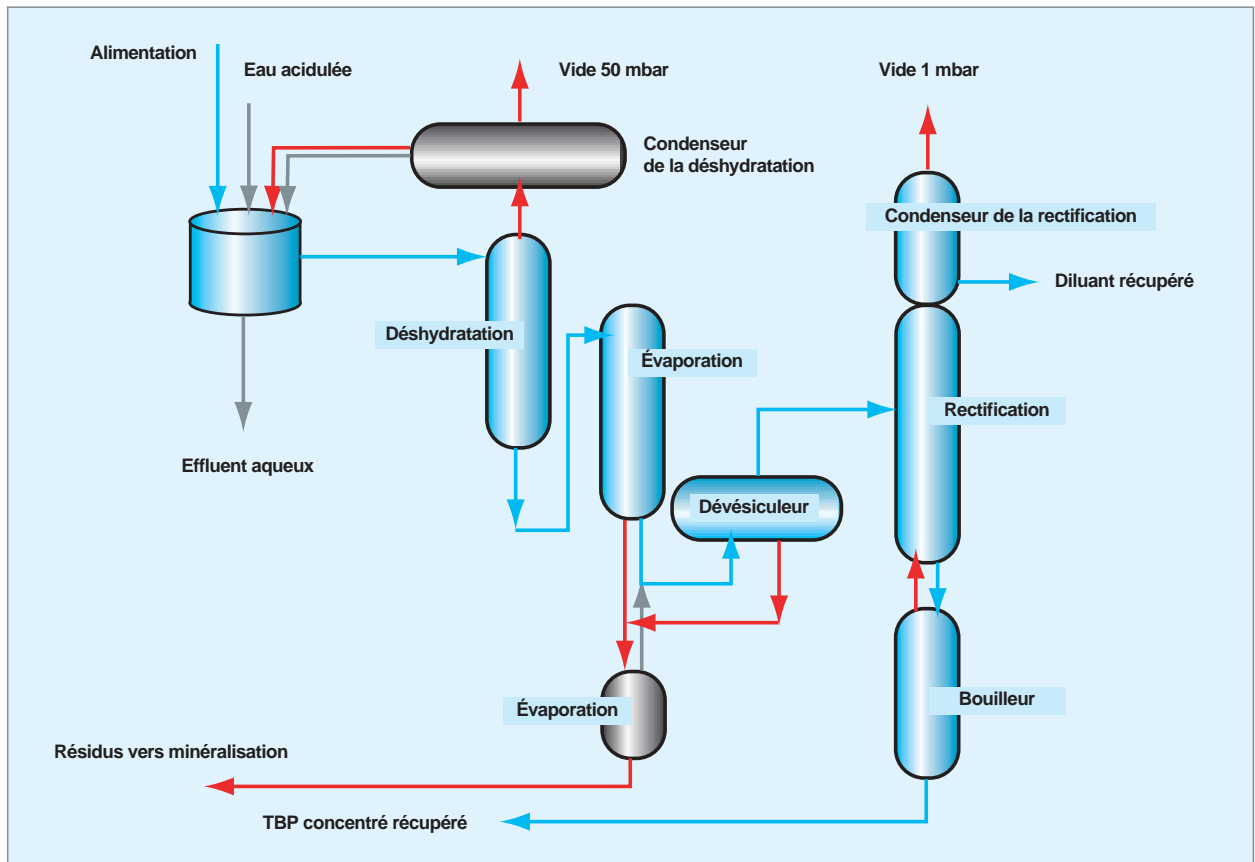 Alimentation
Eau acidulée
Vide 50 mbar
Vide 1 mbar
Condenseur
de la déshydratation
Condenseur de la rectification
Diluant récupéré
Déshydratation
Évaporation
Rectification
Effluent aqueux
Dévésiculeur
Évaporation
Bouilleur
Résidus vers minéralisation
TBP concentré récupéré